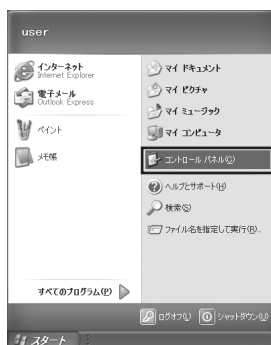 user
インターネット
Internet Explorer
電子メール
Outlook Express
ペイント
メモ帳
すべてのプログラム(P)
マイ ドキュメント
マイ ピクチャ
マイ ミュージック
マイ コンピュータ
コントロール パネル(C)
ヘルプとサポート(H)
検索(S)
ファイル名を指定して実行(R)...
ログオフ(L)
シャットダウン(U)
スタート